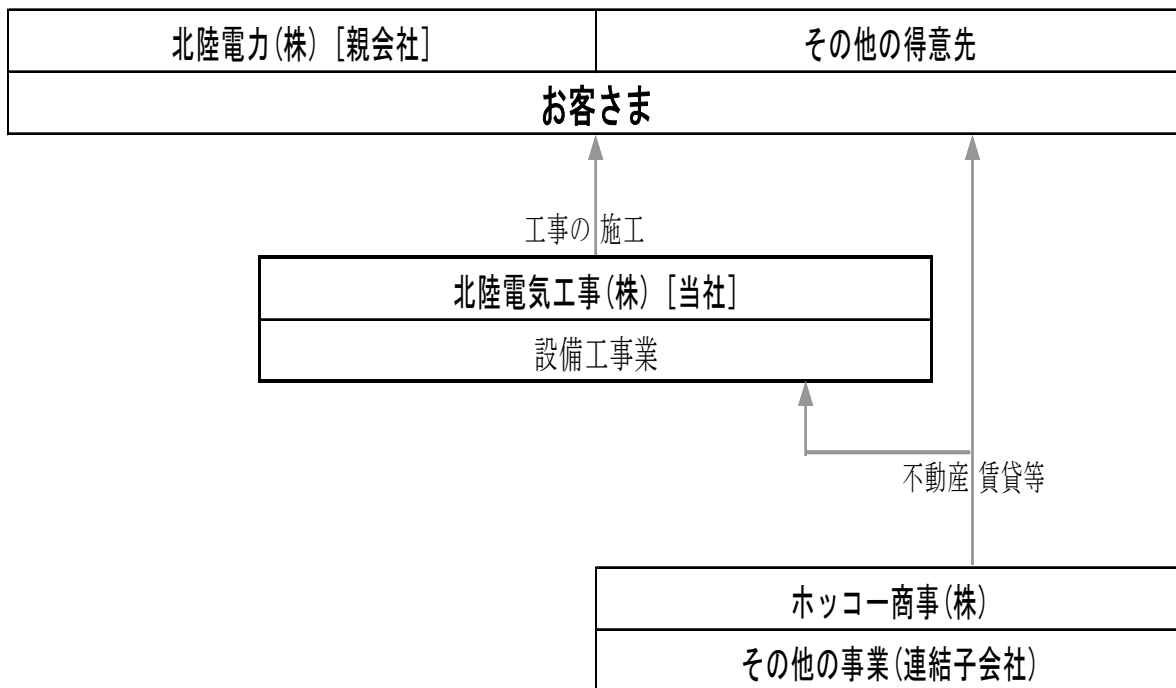 北陸電力(株) [親会社]
その他の得意先
お客さま
工事の施工
北陸電気工事(株) [当社]
設備工事業
不動産賃貸等
ホッコー商事(株)
その他の事業(連結子会社)